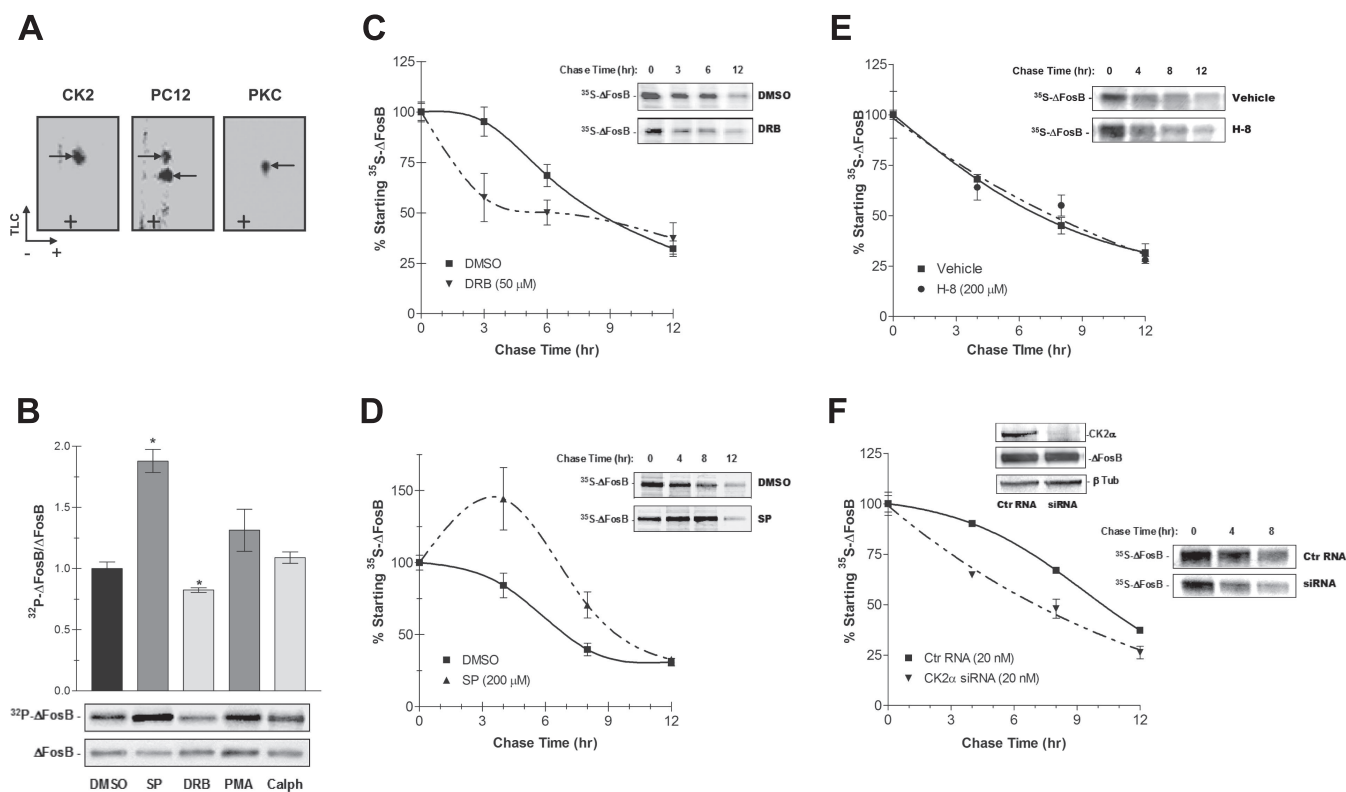 A
CK2 PC12 PKC
+ + +
TLC
- +
B
³²P-ΔFosB/ΔFosB
2.0
1.5
1.0
0.5
0.0
*
*
³²P-ΔFosB -
ΔFosB -
DMSO SP DRB PMA Calph
C
% Starting ³⁵S-ΔFosB
125
100
75
50
25
0
0 3 6 9 12
Chase Time (hr)
DMSO
DRB (50 μM)
Chase Time (hr): 0 3 6 12
³⁵S-ΔFosB - DMSO
³⁵S-ΔFosB - DRB
D
% Starting ³⁵S-ΔFosB
150
100
50
0
0 3 6 9 12
Chase Time (hr)
DMSO
SP (200 μM)
Chase Time (hr): 0 4 8 12
³⁵S-ΔFosB - DMSO
³⁵S-ΔFosB - SP
E
% Starting ³⁵S-ΔFosB
125
100
75
50
25
0
0 3 6 9 12
Chase TIme (hr)
Vehicle
H-8 (200 μM)
Chase Time (hr): 0 4 8 12
³⁵S-ΔFosB - Vehicle
³⁵S-ΔFosB - H-8
F
% Starting ³⁵S-ΔFosB
125
100
75
50
25
0
0 3 6 9 12
Chase Time (hr)
Ctr RNA (20 nM)
CK2α siRNA (20 nM)
-CK2α
-ΔFosB
- β Tub
Ctr RNA siRNA
Chase Time (hr): 0 4 8
³⁵S-ΔFosB - Ctr RNA
³⁵S-ΔFosB - siRNA